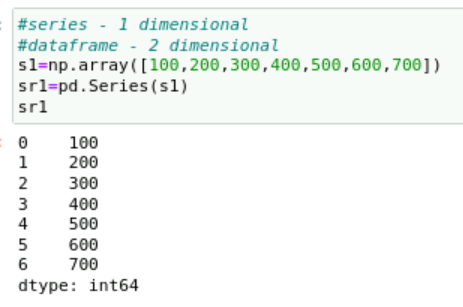 #series - 1 dimensional
#dataframe - 2 dimensional
s1=np.array([100,200,300,400,500,600,700])
sr1=pd.Series(s1)
sr1
0    100
1    200
2    300
3    400
4    500
5    600
6    700
dtype: int64